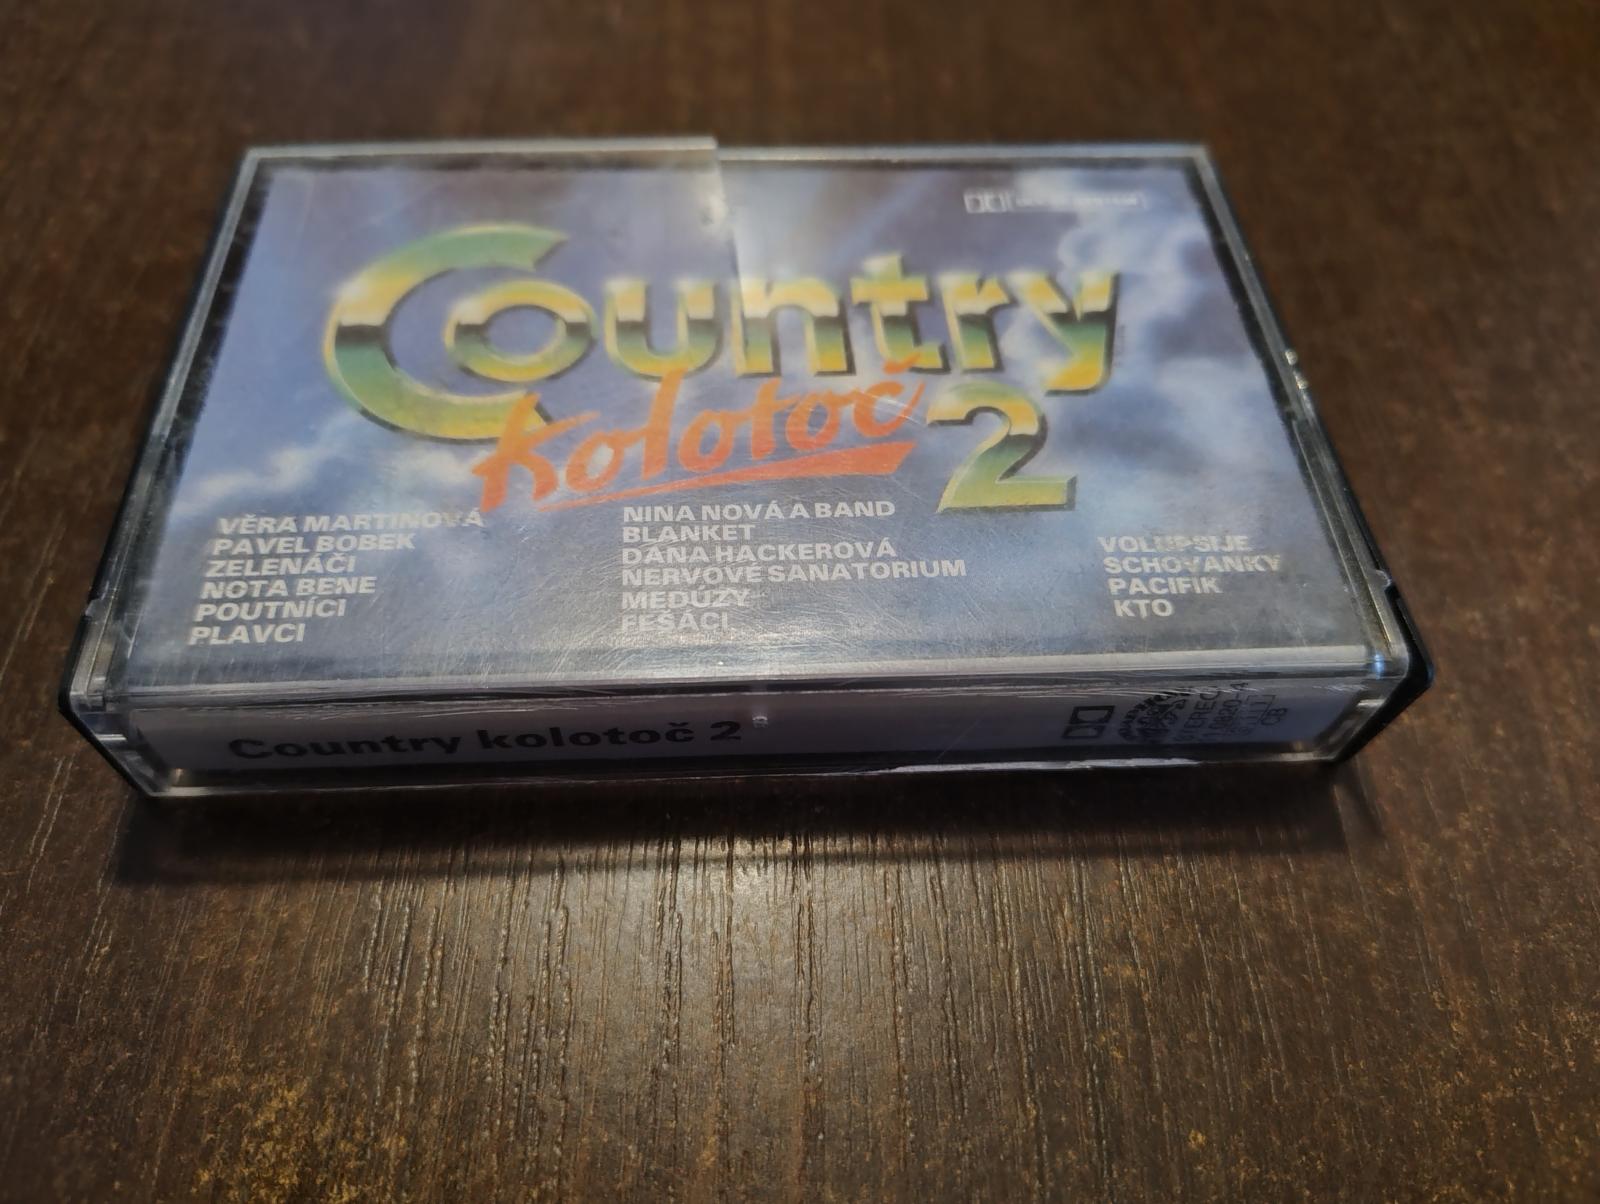 Country
kolotoč
2
VĚRA MARTINOVÁ
PAVEL BOBEK
ZELENÁČI
NOTA BENE
POUTNÍCI
PLAVCI
NINA NOVÁ A BAND
BLANKET
DANA HACKEROVÁ
NERVOVÉ SANATORIUM
MEDÚZY
FEŠÁCI
VOLUPSIJE
SCHOVANKY
PACIFIK
KTO
Country kolotoč 2
STEREO